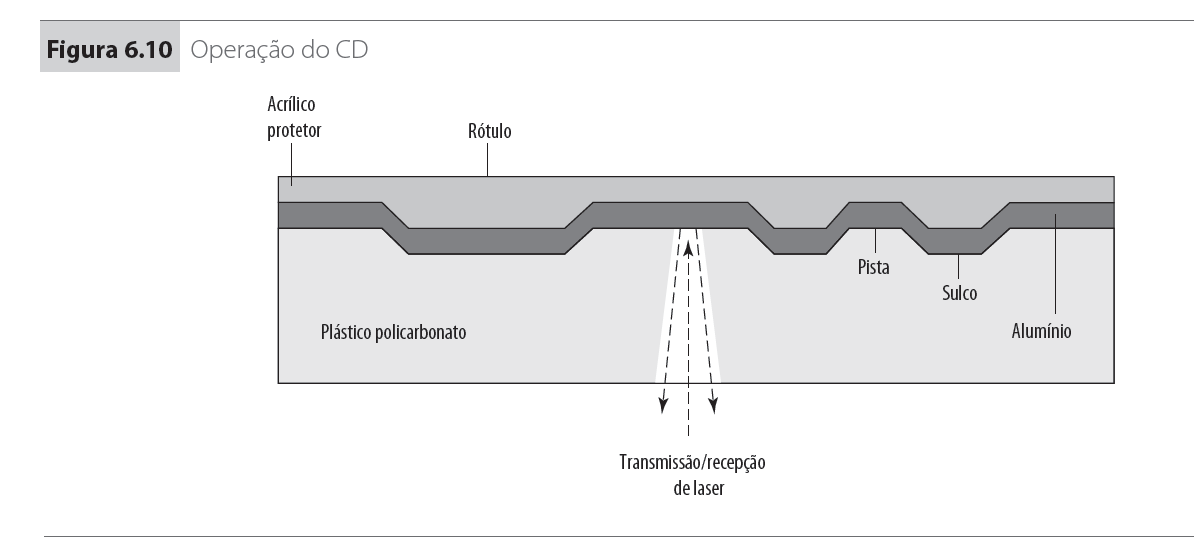 Figura 6.10 Operação do CD
Acrílico
protetor
Rótulo
Pista
Sulco
Plástico policarbonato
Alumínio
Transmissão/recepção
de laser